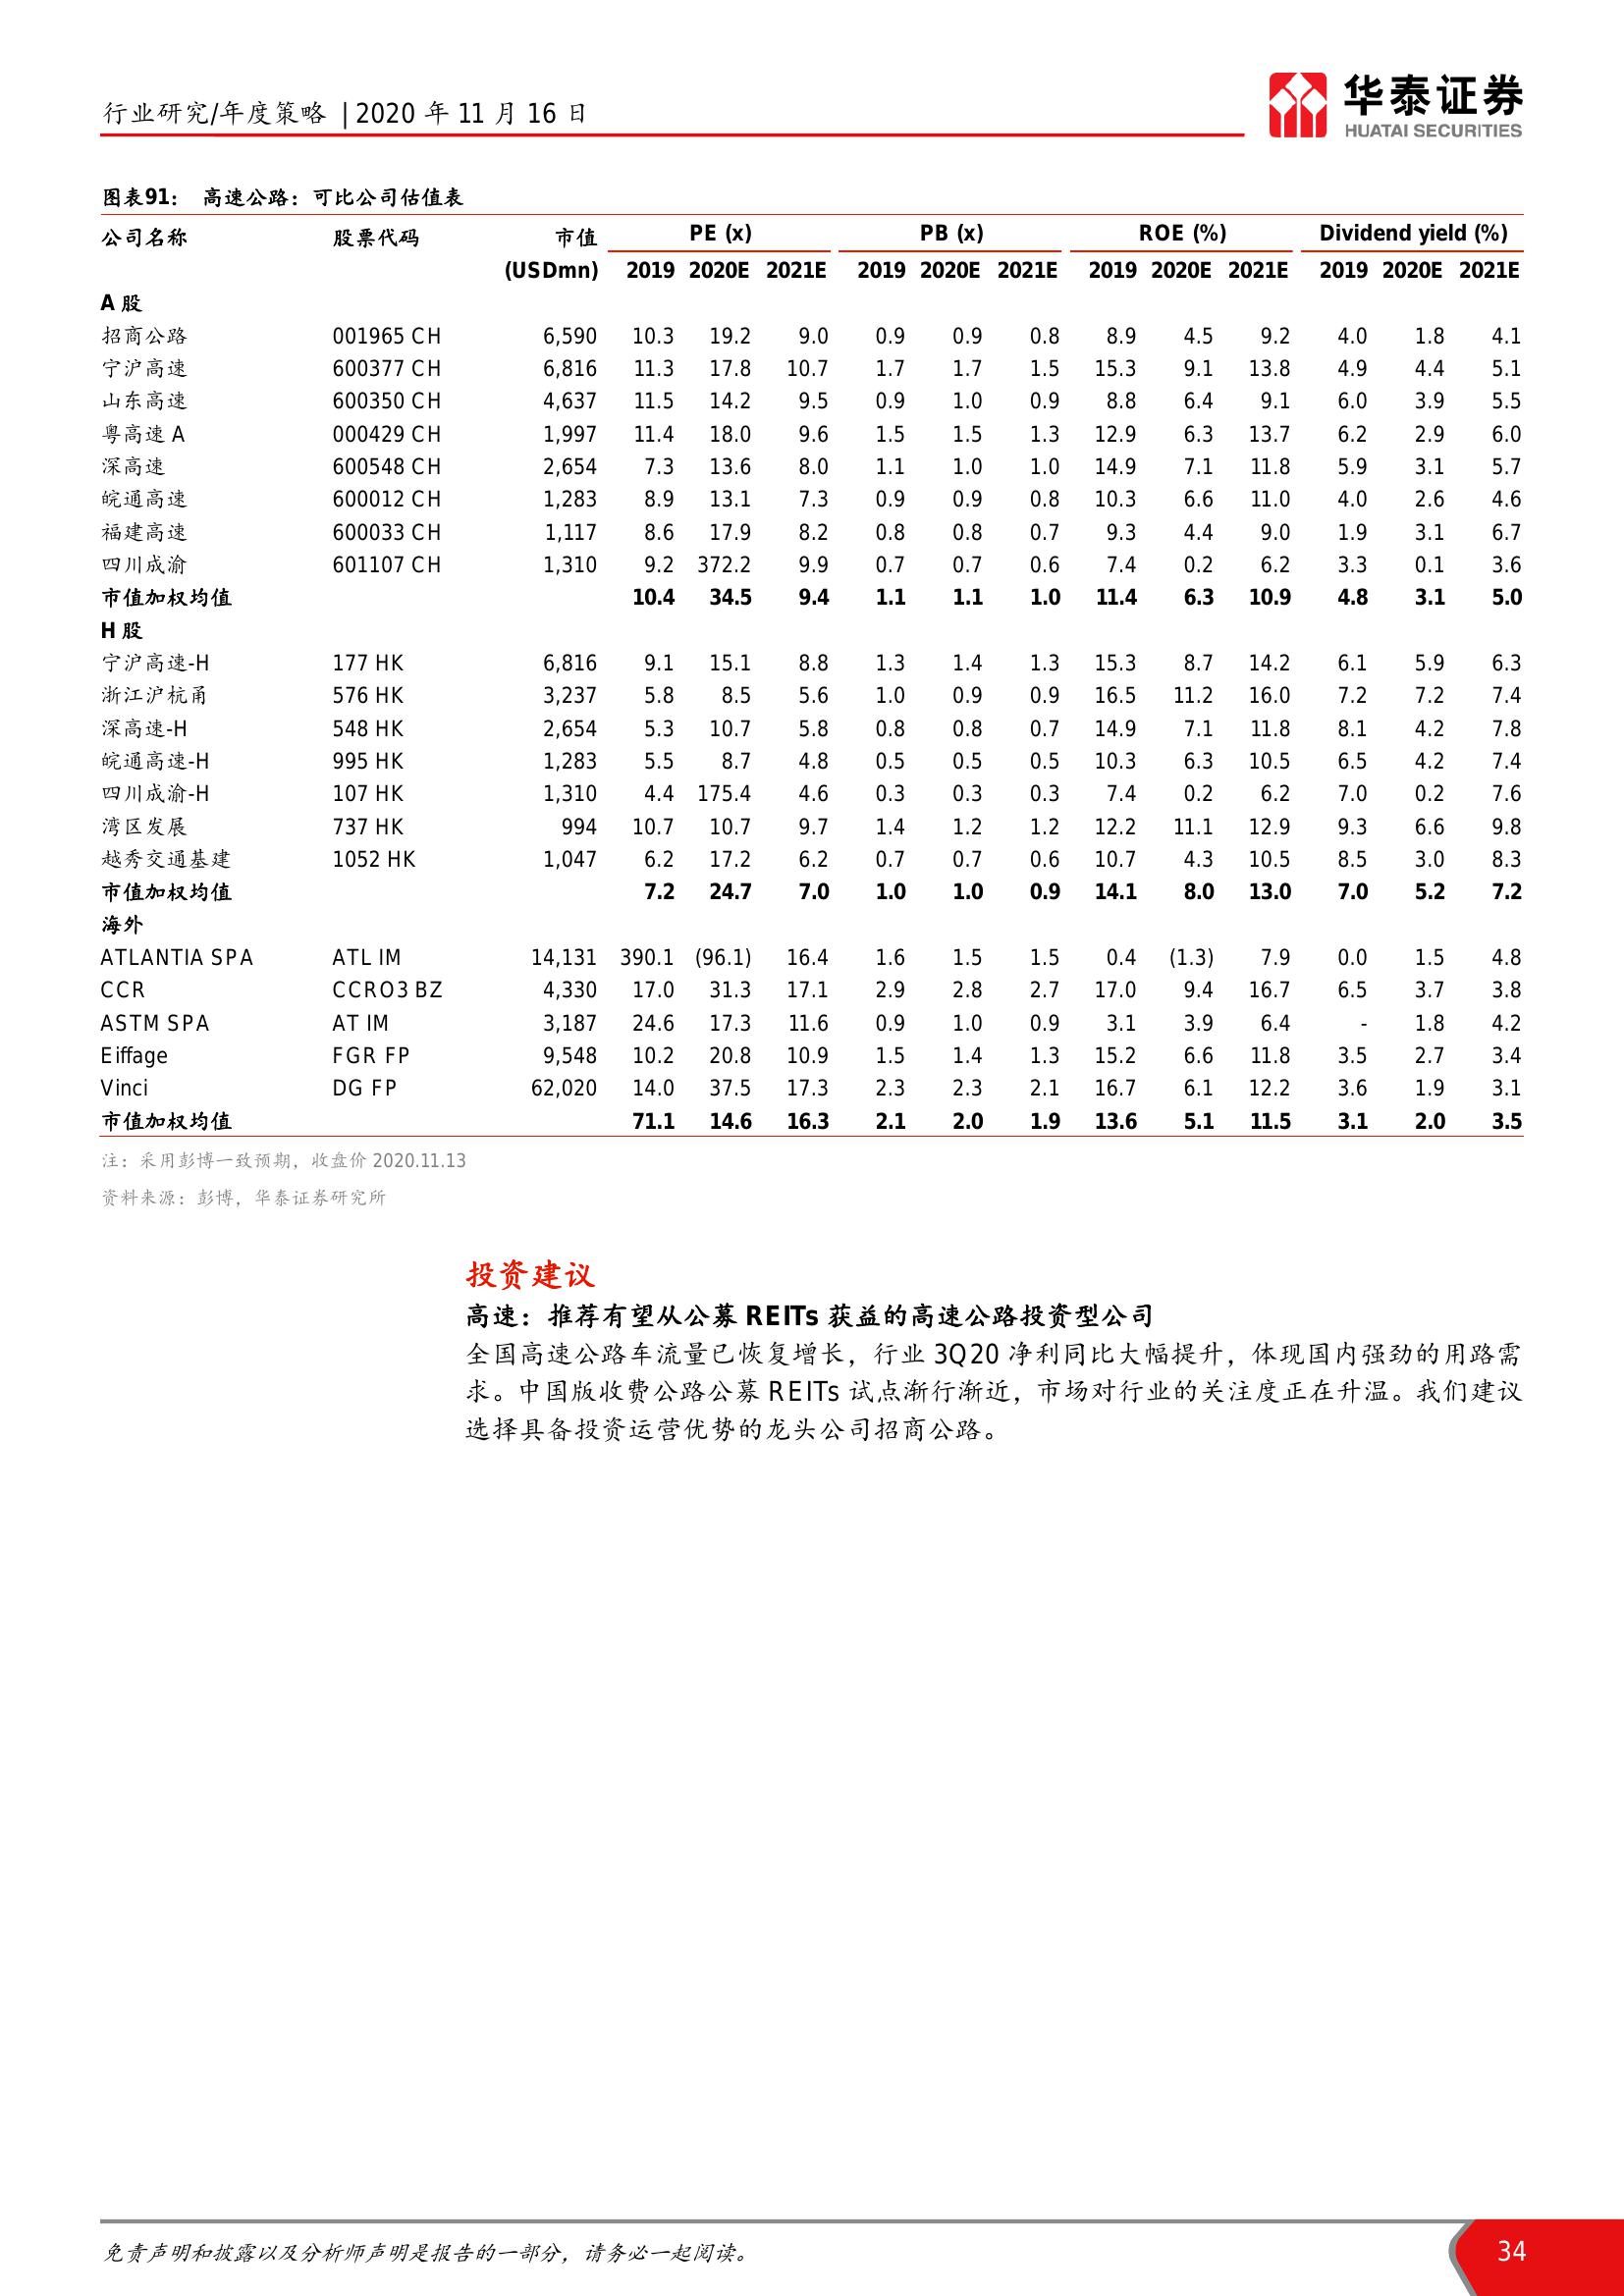 行业研究/年度策略 | 2020 年 11 月 16 日
华泰证券
HUATAI SECURITIES
图表91： 高速公路：可比公司估值表
公司名称 股票代码 市值 PE (x) PB (x) ROE (%) Dividend yield (%)
(USDmn) 2019 2020E 2021E 2019 2020E 2021E 2019 2020E 2021E 2019 2020E 2021E
A 股
招商公路 001965 CH 6,590 10.3 19.2 9.0 0.9 0.9 0.8 8.9 4.5 9.2 4.0 1.8 4.1
宁沪高速 600377 CH 6,816 11.3 17.8 10.7 1.7 1.7 1.5 15.3 9.1 13.8 4.9 4.4 5.1
山东高速 600350 CH 4,637 11.5 14.2 9.5 0.9 1.0 0.9 8.8 6.4 9.1 6.0 3.9 5.5
粤高速 A 000429 CH 1,997 11.4 18.0 9.6 1.5 1.5 1.3 12.9 6.3 13.7 6.2 2.9 6.0
深高速 600548 CH 2,654 7.3 13.6 8.0 1.1 1.0 1.0 14.9 7.1 11.8 5.9 3.1 5.7
皖通高速 600012 CH 1,283 8.9 13.1 7.3 0.9 0.9 0.8 10.3 6.6 11.0 4.0 2.6 4.6
福建高速 600033 CH 1,117 8.6 17.9 8.2 0.8 0.8 0.7 9.3 4.4 9.0 1.9 3.1 6.7
四川成渝 601107 CH 1,310 9.2 372.2 9.9 0.7 0.7 0.6 7.4 0.2 6.2 3.3 0.1 3.6
市值加权均值 10.4 34.5 9.4 1.1 1.1 1.0 11.4 6.3 10.9 4.8 3.1 5.0
H 股
宁沪高速-H 177 HK 6,816 9.1 15.1 8.8 1.3 1.4 1.3 15.3 8.7 14.2 6.1 5.9 6.3
浙江沪杭甬 576 HK 3,237 5.8 8.5 5.6 1.0 0.9 0.9 16.5 11.2 16.0 7.2 7.2 7.4
深高速-H 548 HK 2,654 5.3 10.7 5.8 0.8 0.8 0.7 14.9 7.1 11.8 8.1 4.2 7.8
皖通高速-H 995 HK 1,283 5.5 8.7 4.8 0.5 0.5 0.5 10.3 6.3 10.5 6.5 4.2 7.4
四川成渝-H 107 HK 1,310 4.4 175.4 4.6 0.3 0.3 0.3 7.4 0.2 6.2 7.0 0.2 7.6
湾区发展 737 HK 994 10.7 10.7 9.7 1.4 1.2 1.2 12.2 11.1 12.9 9.3 6.6 9.8
越秀交通基建 1052 HK 1,047 6.2 17.2 6.2 0.7 0.7 0.6 10.7 4.3 10.5 8.5 3.0 8.3
市值加权均值 7.2 24.7 7.0 1.0 1.0 0.9 14.1 8.0 13.0 7.0 5.2 7.2
海外
ATLANTIA SPA ATL IM 14,131 390.1 (96.1) 16.4 1.6 1.5 1.5 0.4 (1.3) 7.9 0.0 1.5 4.8
CCR CCRO3 BZ 4,330 17.0 31.3 17.1 2.9 2.8 2.7 17.0 9.4 16.7 6.5 3.7 3.8
ASTM SPA AT IM 3,187 24.6 17.3 11.6 0.9 1.0 0.9 3.1 3.9 6.4 - 1.8 4.2
Eiffage FGR FP 9,548 10.2 20.8 10.9 1.5 1.4 1.3 15.2 6.6 11.8 3.5 2.7 3.4
Vinci DG FP 62,020 14.0 37.5 17.3 2.3 2.3 2.1 16.7 6.1 12.2 3.6 1.9 3.1
市值加权均值 71.1 14.6 16.3 2.1 2.0 1.9 13.6 5.1 11.5 3.1 2.0 3.5
注：采用彭博一致预期，收盘价 2020.11.13
资料来源：彭博，华泰证券研究所
投资建议
高速：推荐有望从公募 REITs 获益的高速公路投资型公司
全国高速公路车流量已恢复增长，行业 3Q20 净利同比大幅提升，体现国内强劲的用路需
求。中国版收费公路公募 REITs 试点渐行渐近，市场对行业的关注度正在升温。我们建议
选择具备投资运营优势的龙头公司招商公路。
免责声明和披露以及分析师声明是报告的一部分，请务必一起阅读。
34